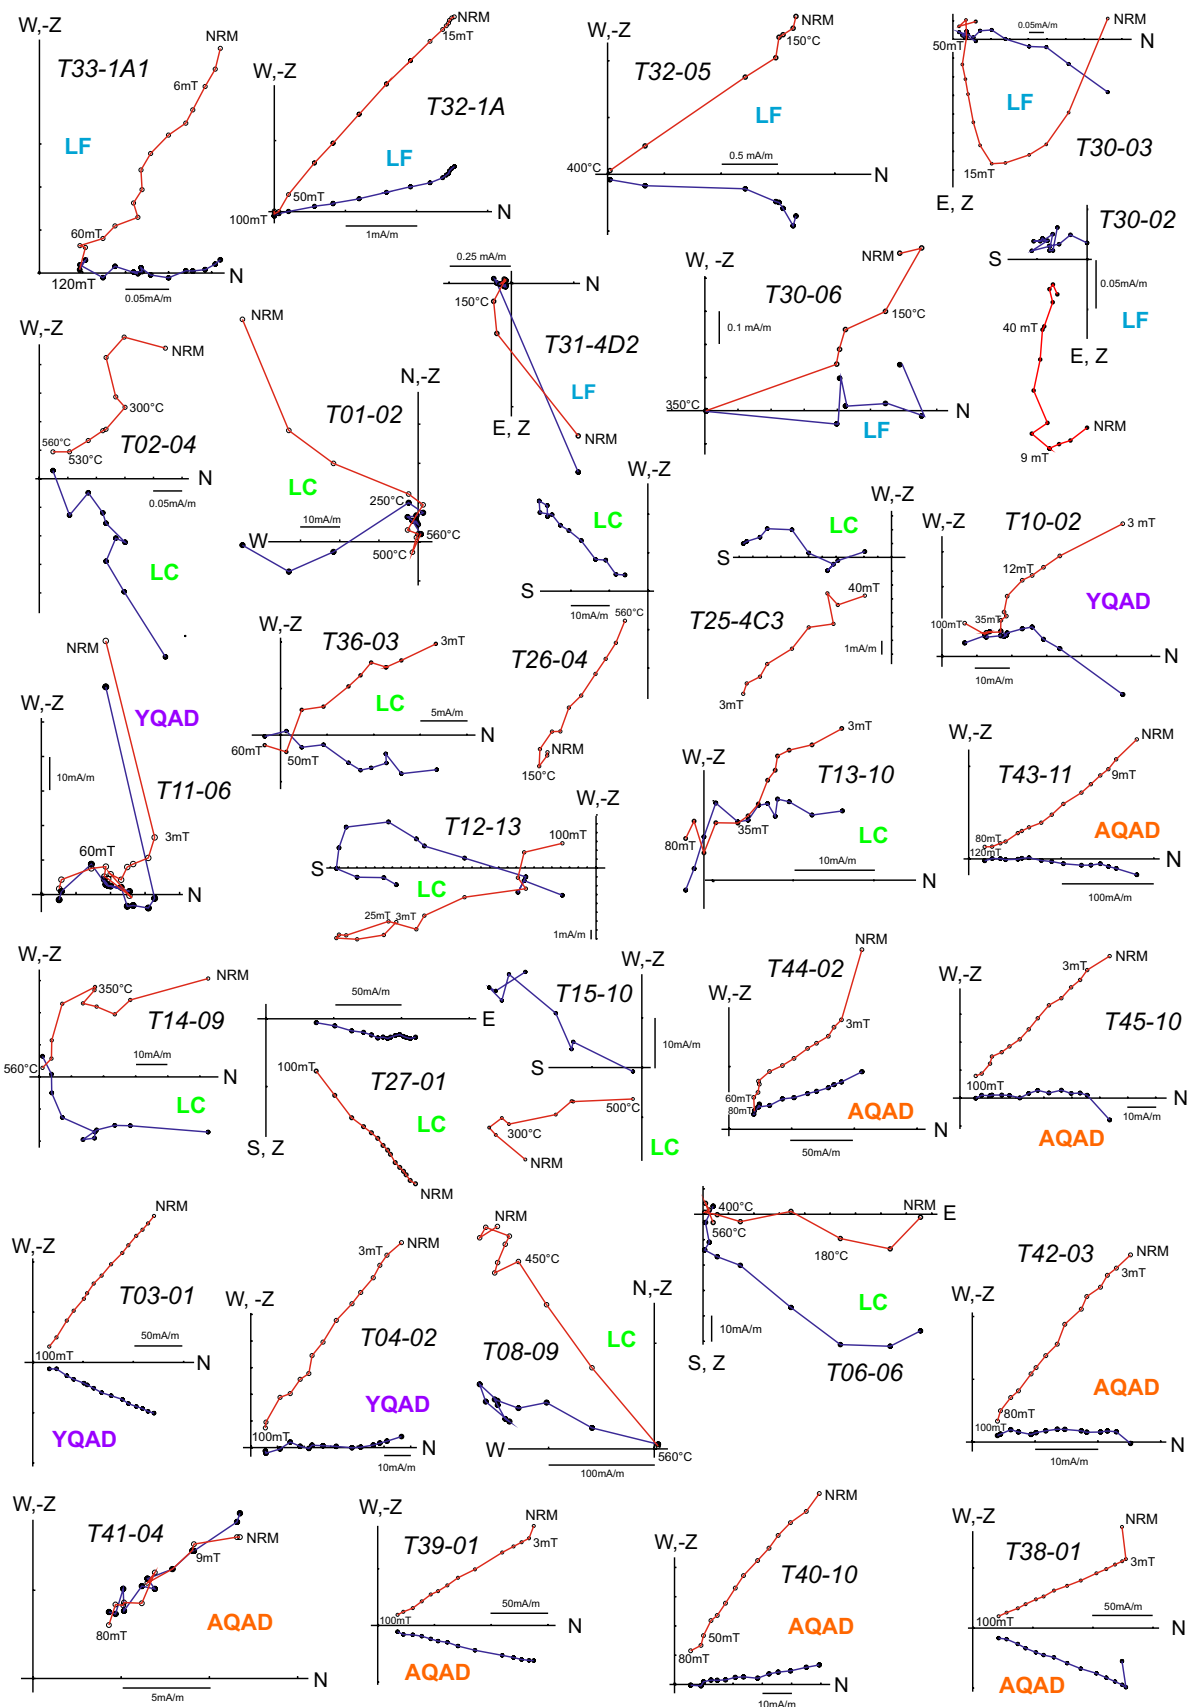 W,-Z
NRM
T33-1A1
6mT
LF
60mT
120mT
0.05mA/m
N
W,-Z
NRM
15mT
T32-1A
LF
50mT
100mT
1mA/m
N
W,-Z
NRM
150°C
T32-05
LF
0.5 mA/m
400°C
N
NRM
0.05mA/m
50mT
N
LF
T30-03
15mT
E, Z
T30-02
S
0.05mA/m
LF
40 mT
E, Z
NRM
9 mT
0.25 mA/m
N
150°C
T31-4D2
LF
E, Z
NRM
W, -Z
NRM
T30-06
0.1 mA/m
150°C
350°C
N
LF
W,-Z
NRM
300°C
T02-04
560°C
530°C
N
0.05mA/m
LC
NRM
N,-Z
T01-02
LC
250°C
10mA/m
W
560°C
500°C
W,-Z
LC
S
10mA/m
560°C
T26-04
NRM
150°C
W,-Z
LC
S
40mT
T25-4C3
1mA/m
3mT
W,-Z
T10-02
3 mT
12mT
YQAD
100mT
35mT
N
10mA/m
NRM
W,-Z
YQAD
10mA/m
T11-06
3mT
60mT
N
W,-Z
T36-03
3mT
LC
5mA/m
60mT
50mT
N
W,-Z
T12-13
100mT
S
LC
25mT
3mT
1mA/m
W,-Z
3mT
T13-10
35mT
80mT
LC
10mA/m
N
W,-Z
NRM
T43-11
9mT
80mT
120mT
AQAD
N
100mA/m
W,-Z
NRM
350°C
T14-09
10mA/m
560°C
N
LC
50mA/m
E
100mT
T27-01
LC
S, Z
NRM
W,-Z
T15-10
10mA/m
S
500°C
300°C
NRM
LC
NRM
T44-02
W,-Z
3mT
60mT
80mT
AQAD
N
50mA/m
W,-Z
NRM
3mT
T45-10
100mT
N
10mA/m
AQAD
NRM
W,-Z
T03-01
50mA/m
100mT
N
YQAD
3mT
NRM
W,-Z
T04-02
YQAD
100mT
N
10mA/m
NRM
450°C
N,-Z
LC
T08-09
W
560°C
100mA/m
400°C
NRM
E
560°C
180°C
LC
10mA/m
S, Z
T06-06
T42-03
NRM
3mT
W,-Z
AQAD
80mT
100mT
N
10mA/m
W,-Z
T41-04
NRM
9mT
AQAD
80mT
N
5mA/m
W,-Z
NRM
T39-01
3mT
50mA/m
100mT
N
AQAD
NRM
W,-Z
T40-10
AQAD
50mT
80mT
N
10mA/m
W,-Z
NRM
T38-01
3mT
50mA/m
100mT
N
AQAD